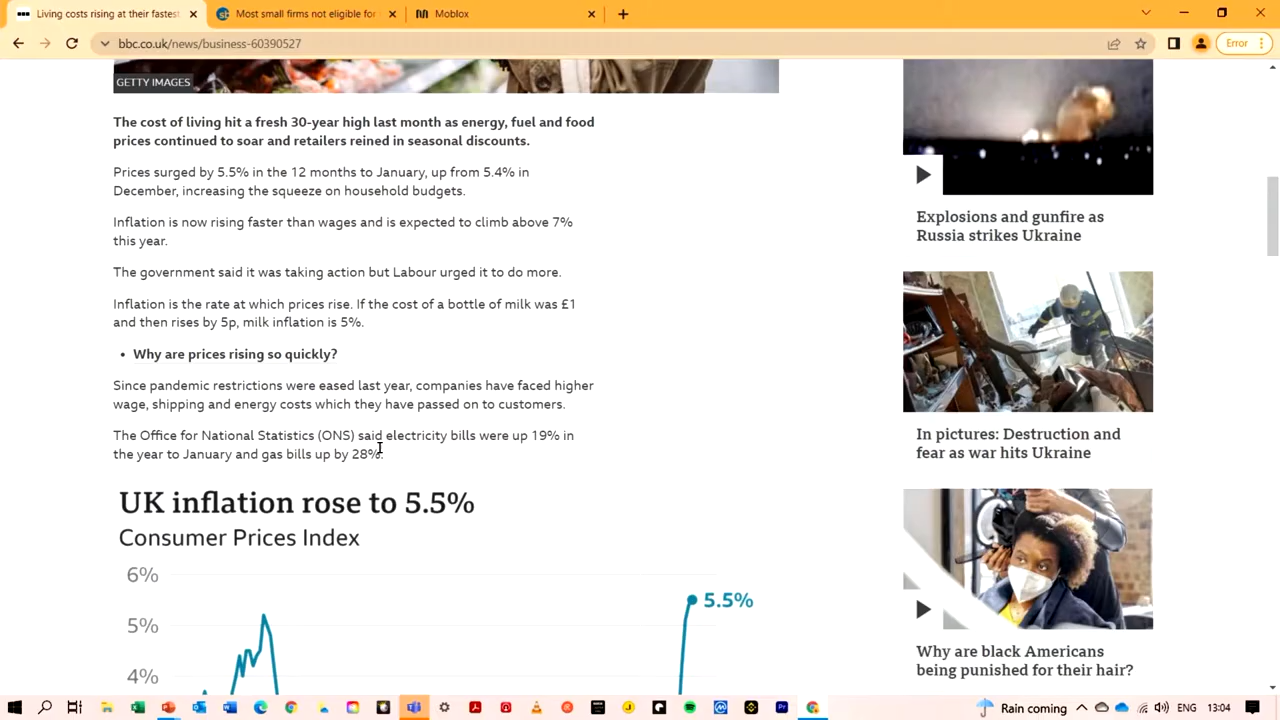 Living costs rising at their fastest
Most small firms not eligible for
Moblox
bbc.co.uk/news/business-60390527
Error
GETTY IMAGES
The cost of living hit a fresh 30-year high last month as energy, fuel and food
prices continued to soar and retailers reined in seasonal discounts.
Prices surged by 5.5% in the 12 months to January, up from 5.4% in
December, increasing the squeeze on household budgets.
Inflation is now rising faster than wages and is expected to climb above 7%
this year.
The government said it was taking action but Labour urged it to do more.
Inflation is the rate at which prices rise. If the cost of a bottle of milk was £1
and then rises by 5p, milk inflation is 5%.
• Why are prices rising so quickly?
Since pandemic restrictions were eased last year, companies have faced higher
wage, shipping and energy costs which they have passed on to customers.
The Office for National Statistics (ONS) said electricity bills were up 19% in
the year to January and gas bills up by 28%.
UK inflation rose to 5.5%
Consumer Prices Index
6%
5.5%
5%
4%
Explosions and gunfire as
Russia strikes Ukraine
In pictures: Destruction and
fear as war hits Ukraine
Why are black Americans
being punished for their hair?
Rain coming
ENG
13:04